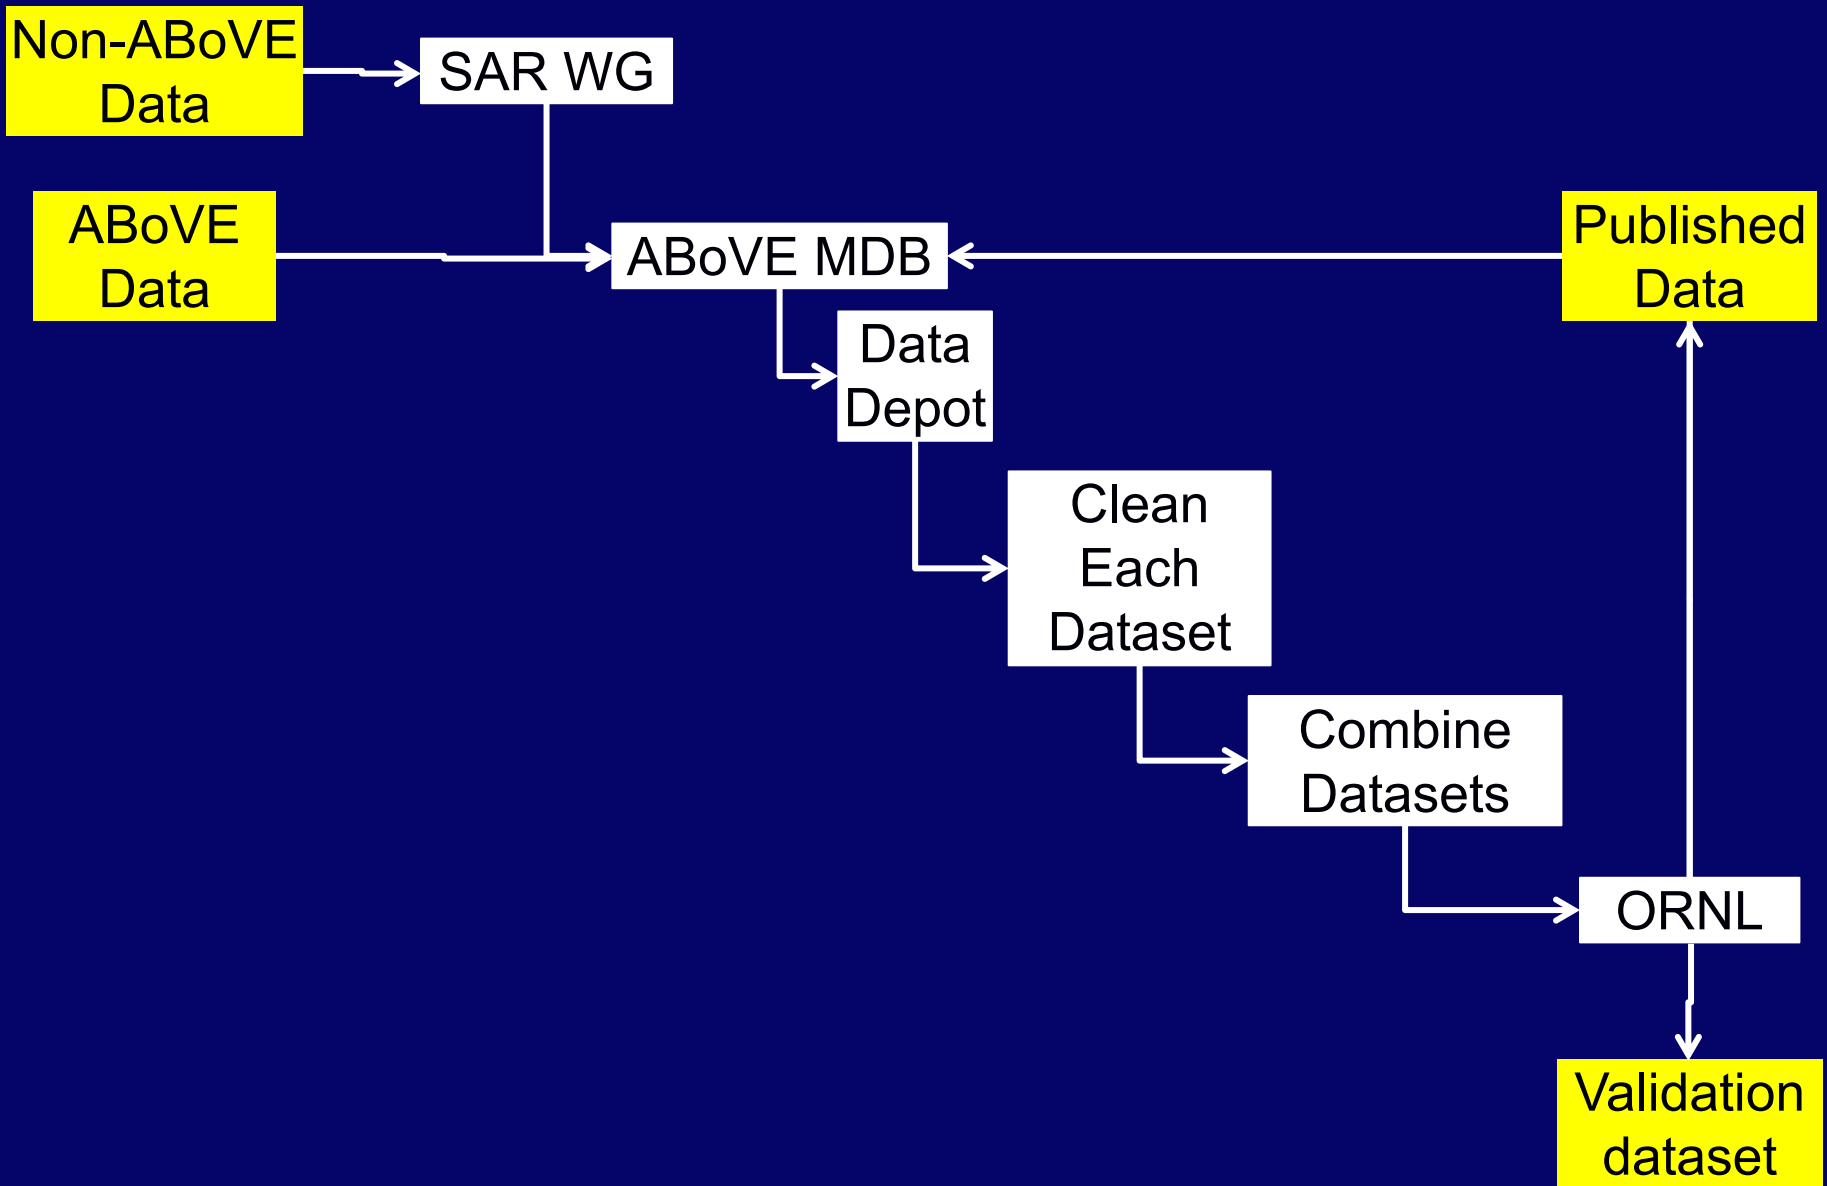 Non-ABoVE
Data
SAR WG
ABoVE
Data
ABoVE MDB
Published
Data
Data
Depot
Clean
Each
Dataset
Combine
Datasets
ORNL
Validation
dataset